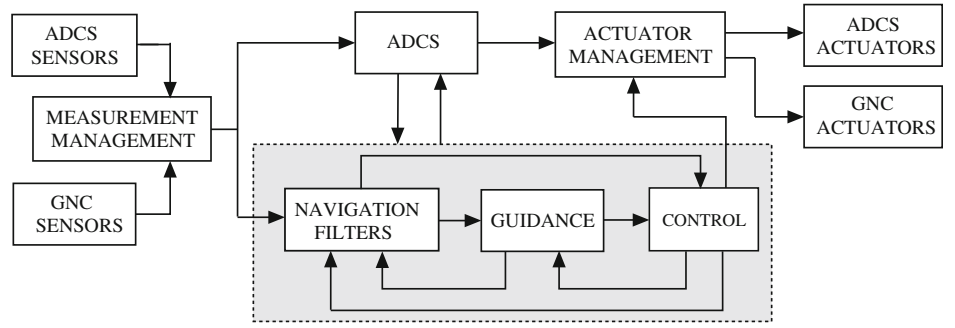 ADCS
SENSORS
MEASUREMENT
MANAGEMENT
GNC
SENSORS
ADCS
ACTUATOR
MANAGEMENT
ADCS
ACTUATORS
GNC
ACTUATORS
NAVIGATION
FILTERS
GUIDANCE
CONTROL